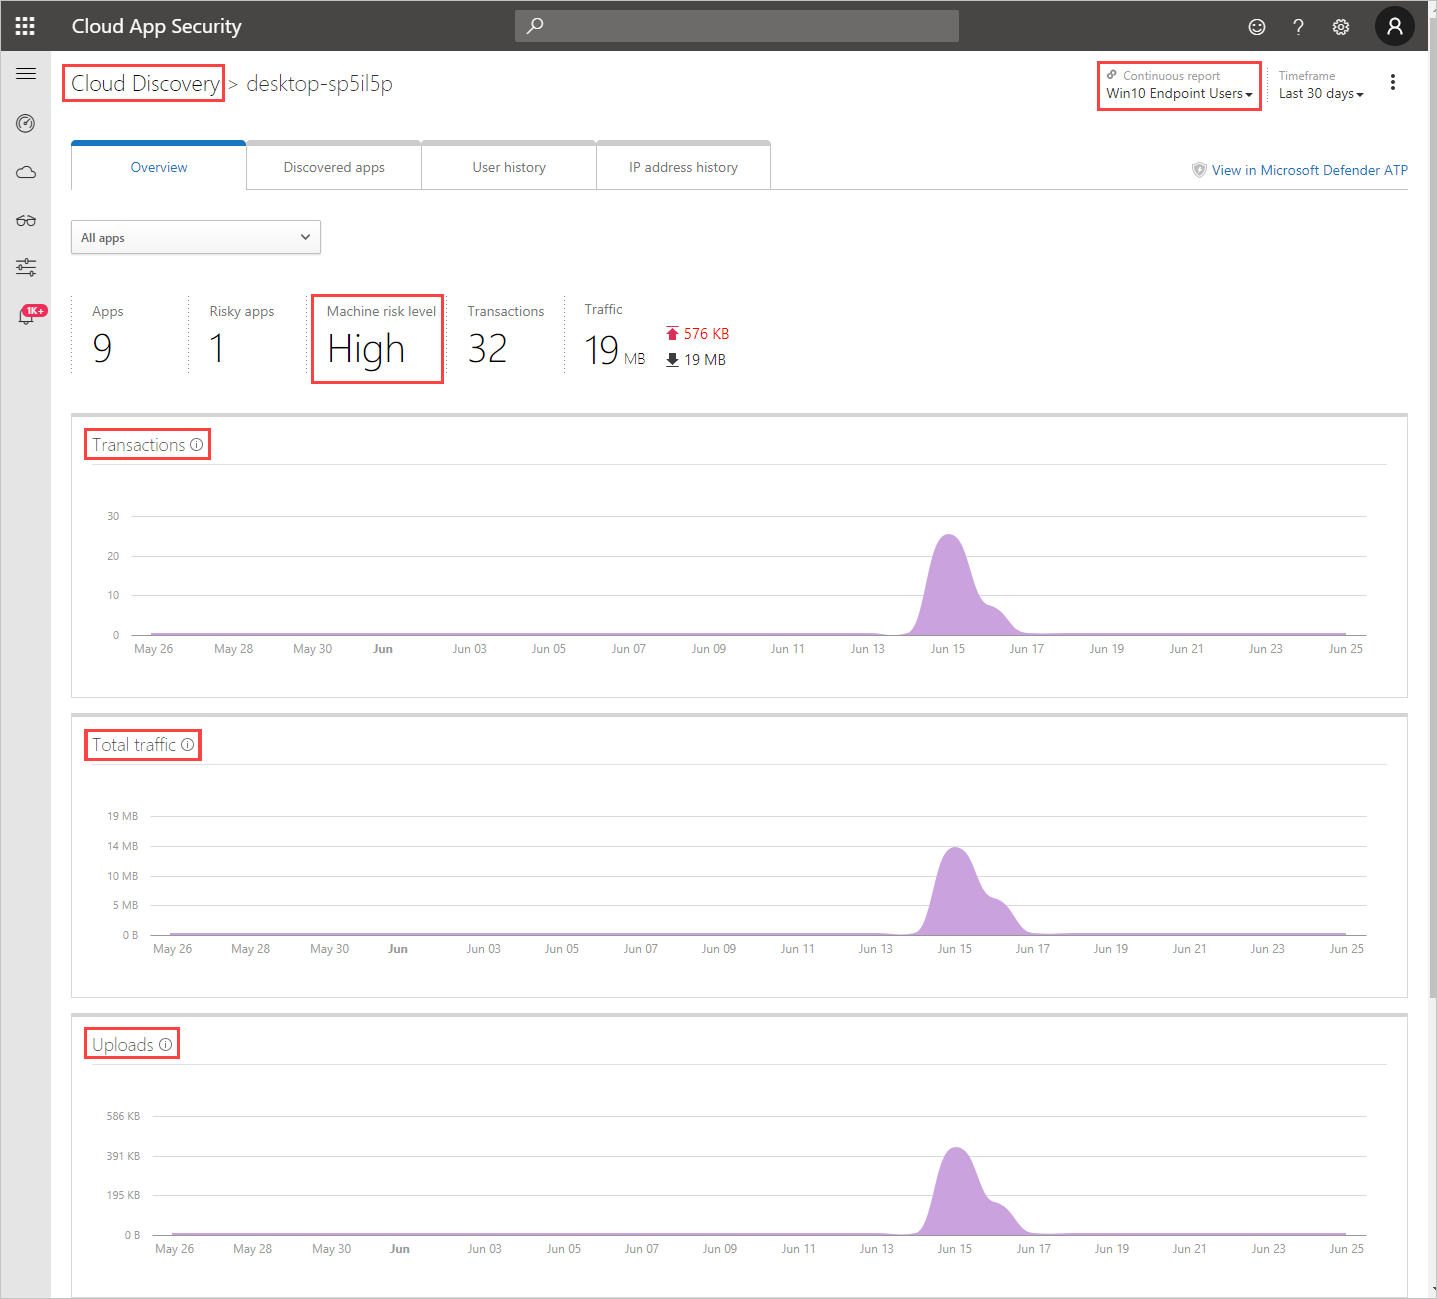 Cloud App Security
Cloud Discovery > desktop-sp5il5p
Continuous report
Win10 Endpoint Users
Timeframe
Last 30 days
Overview
Discovered apps
User history
IP address history
View in Microsoft Defender ATP
All apps
1K+
Apps
9
Risky apps
1
Machine risk level
High
Transactions
32
Traffic
19 MB
576 KB
19 MB
Transactions
30
20
10
0
May 26 May 28 May 30 Jun Jun 03 Jun 05 Jun 07 Jun 09 Jun 11 Jun 13 Jun 15 Jun 17 Jun 19 Jun 21 Jun 23 Jun 25
Total traffic
19 MB
14 MB
10 MB
5 MB
0 B
May 26 May 28 May 30 Jun Jun 03 Jun 05 Jun 07 Jun 09 Jun 11 Jun 13 Jun 15 Jun 17 Jun 19 Jun 21 Jun 23 Jun 25
Uploads
586 KB
391 KB
195 KB
0 B
May 26 May 28 May 30 Jun Jun 03 Jun 05 Jun 07 Jun 09 Jun 11 Jun 13 Jun 15 Jun 17 Jun 19 Jun 21 Jun 23 Jun 25